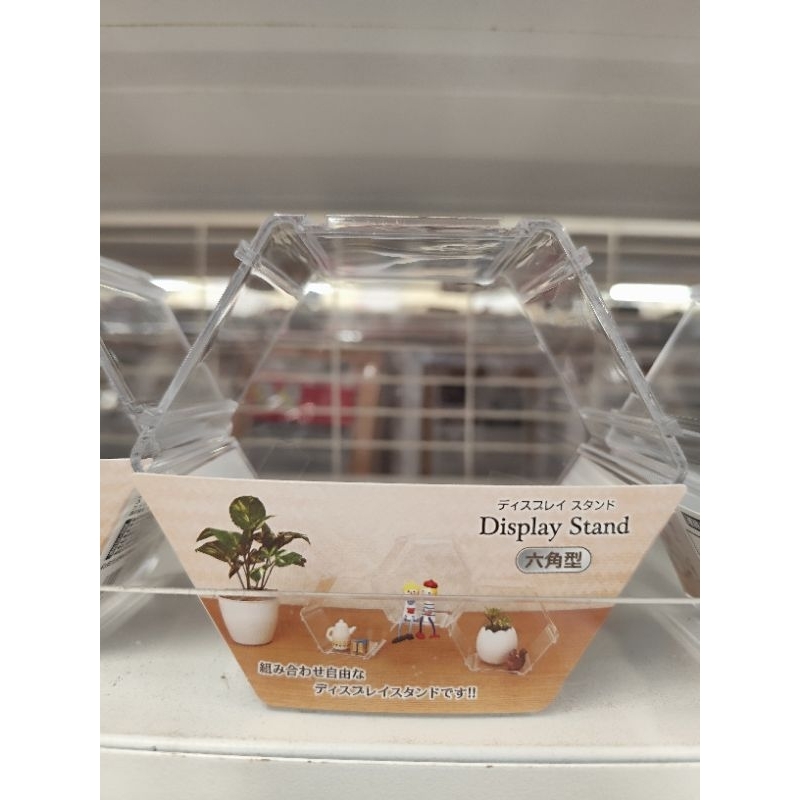 ディスプレイ スタンド
Display Stand
六角型
組み合わせ自由な
ディスプレイスタンドです!!